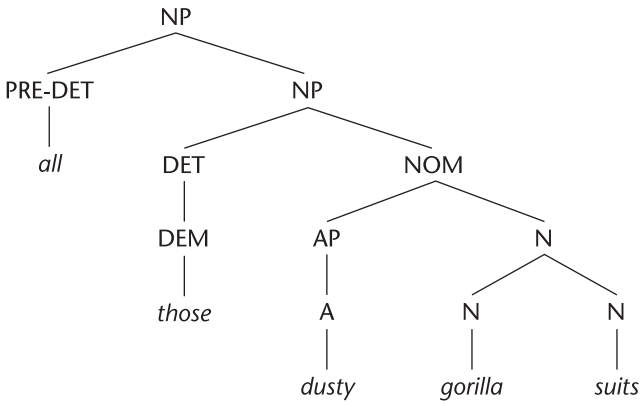 NP
PRE-DET NP
all DET NOM
DEM AP N
those A N N
dusty gorilla suits